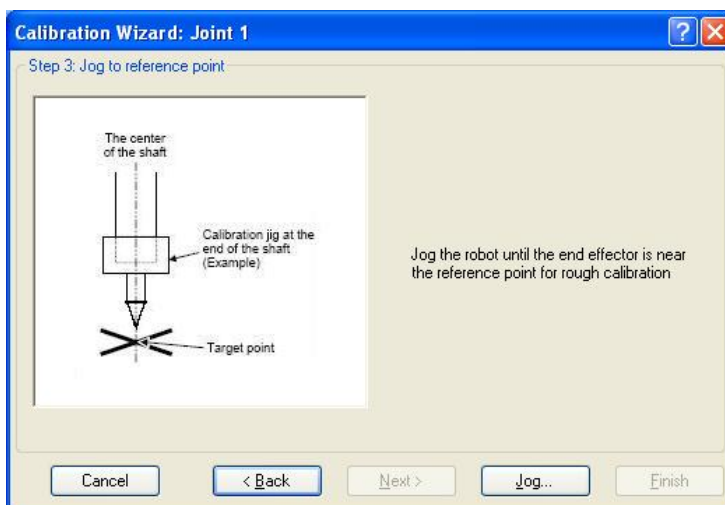 Calibration Wizard: Joint 1
Step 3: Jog to reference point
The center
of the shaft
Calibration jig at the
end of the shaft
(Example)
Target point
Jog the robot until the end effector is near
the reference point for rough calibration
Cancel
< Back
Next >
Jog...
Finish